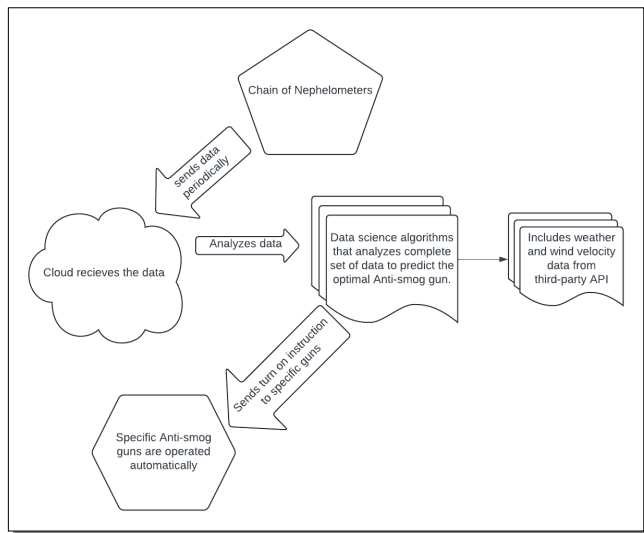 Chain of Nephelometers
sends data
periodically
Cloud recieves the data
Analyzes data
Data science algorithms
that analyzes complete
set of data to predict the
optimal Anti-smog gun.
Includes weather
and wind velocity
data from
third-party API
Sends turn on instruction
to specific guns
Specific Anti-smog
guns are operated
automatically